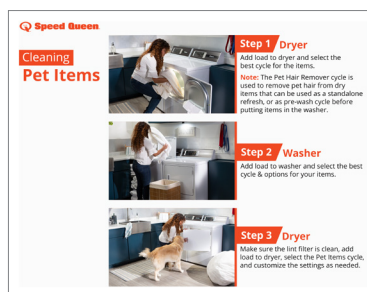 Speed Queen
Cleaning
Pet Items
Step 1 Dryer
Add load to dryer and select the
best cycle for the items.
Note: The Pet Hair Remover cycle is
used to remove pet hair from dry
items that can be used as a standalone
refresh, or as pre-wash cycle before
putting items in the washer.
Step 2 Washer
Add load to washer and select the best
cycle & options for your items.
Step 3 Dryer
Make sure the lint filter is clean, add
load to dryer, select the Pet Items cycle,
and customize the settings as needed.